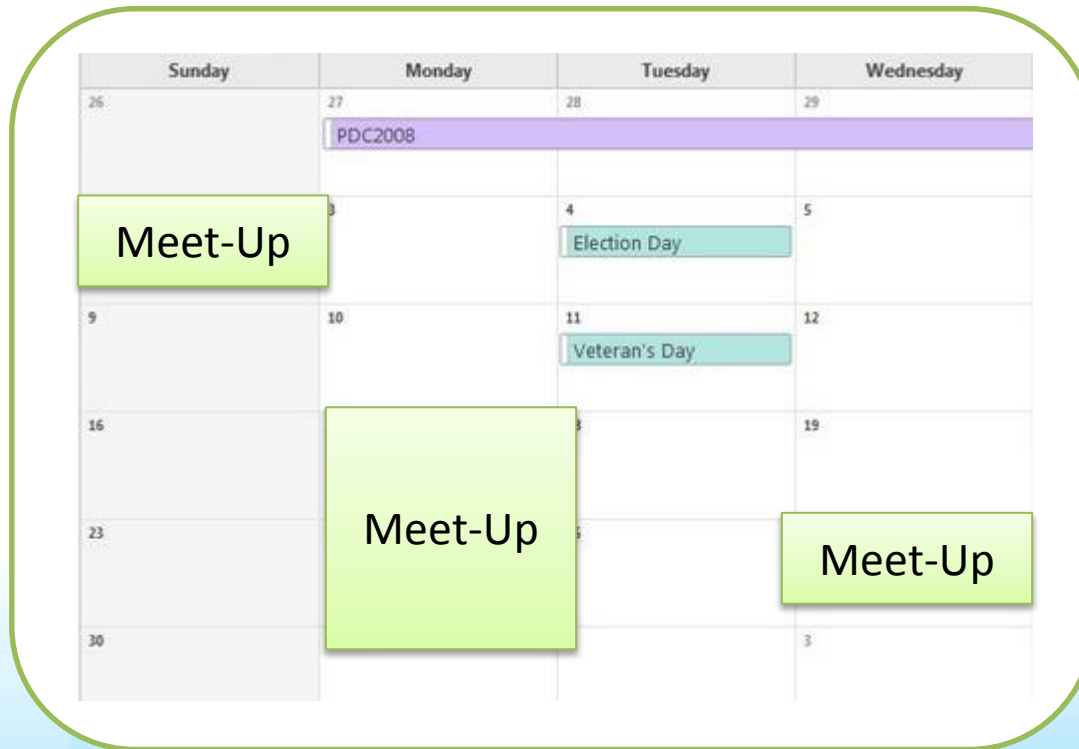 Sunday Monday Tuesday Wednesday
26 27 28 29
PDC2008
4 5
Meet-Up
Election Day
9 10 11 12
Veteran's Day
16 19
Meet-Up
23
Meet-Up
30 3